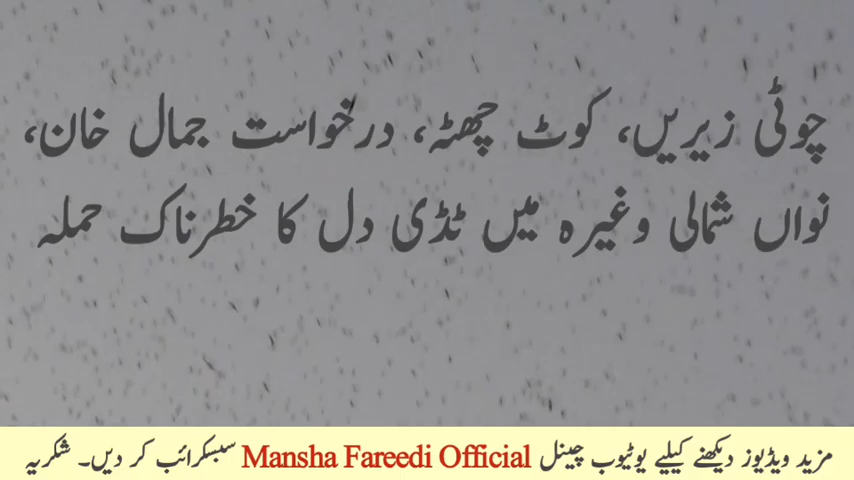 چوٹی زیریں، کوٹ چھٹہ، درخواست جمال خان،
نواں شمالی وغیرہ میں ٹڈی دل کا خطرناک حملہ
مزید ویڈیوز دیکھنے کیلیے یوٹیوب چینل Mansha Fareedi Official سبسکرائب کر دیں۔ شکریہ